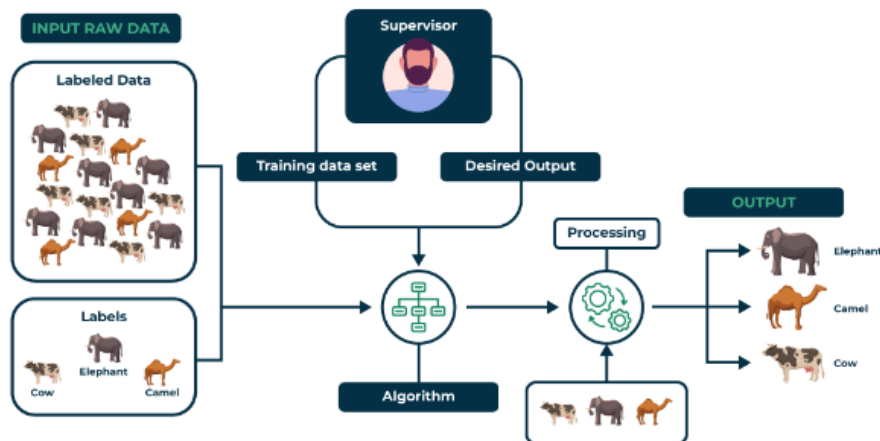 INPUT RAW DATA
Supervisor
Labeled Data
Training data set
Desired Output
OUTPUT
Processing
Elephant
Camel
Cow
Labels
Elephant
Cow
Camel
Algorithm